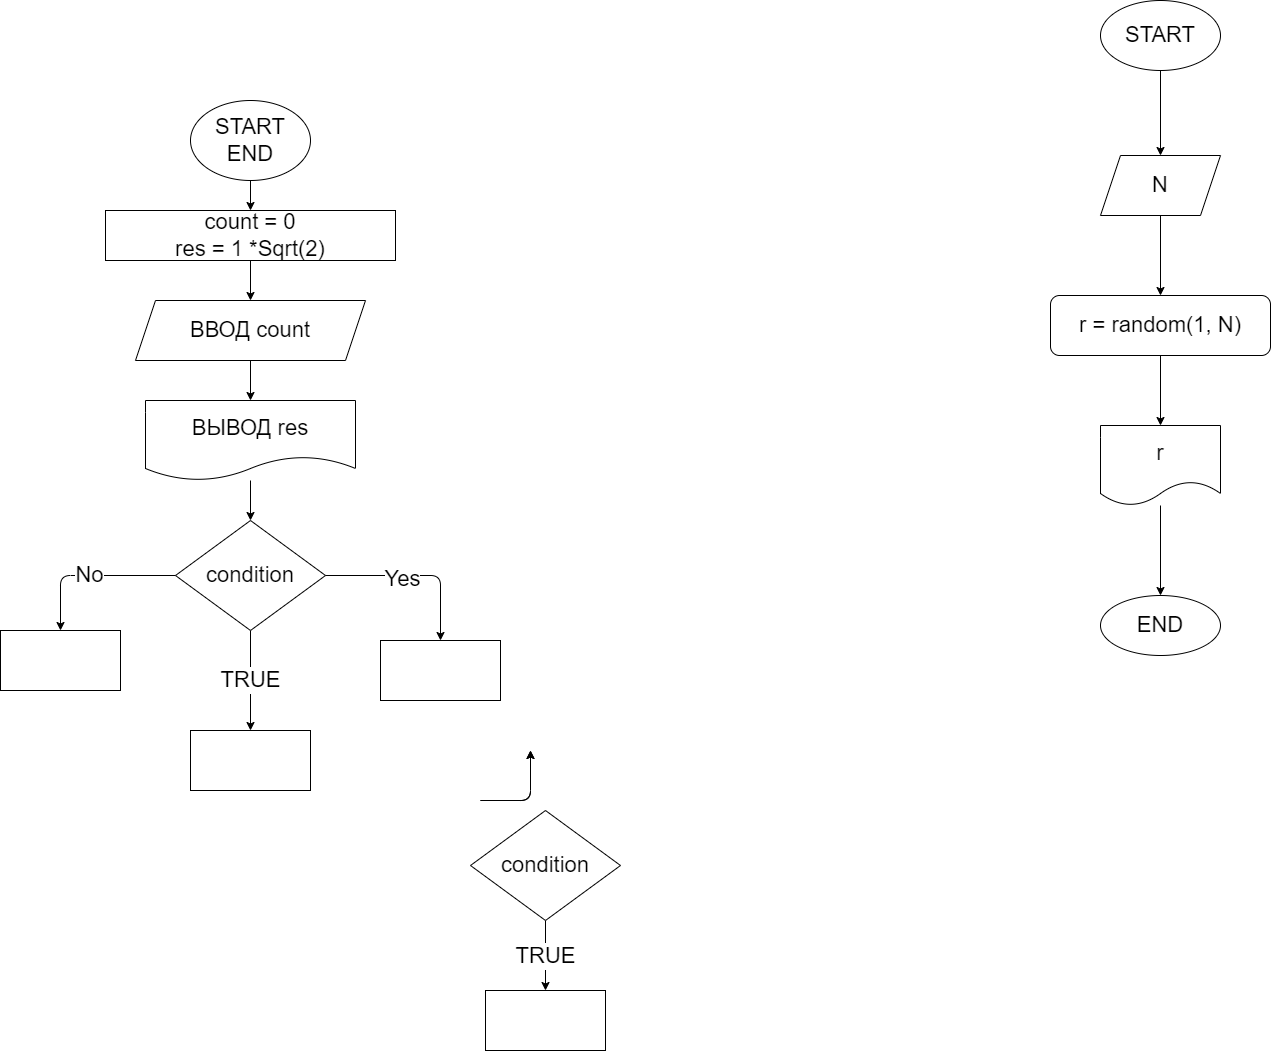 START
END
count = 0
res = 1 *Sqrt(2)
ВВОД count
ВЫВОД res
condition
No
Yes
TRUE
condition
TRUE
START
N
r = random(1, N)
r
END